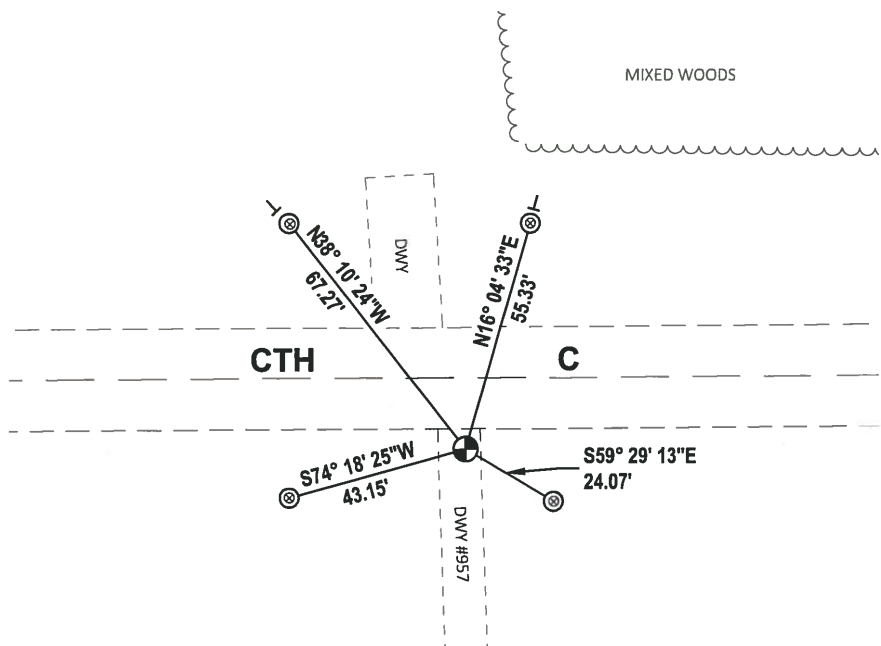 MIXED WOODS
DWY
N38° 10' 24"W
67.27'
N16° 04' 33"E
55.33'
CTH
C
S74° 18' 25"W
43.15'
S59° 29' 13"E
24.07'
DWY #957